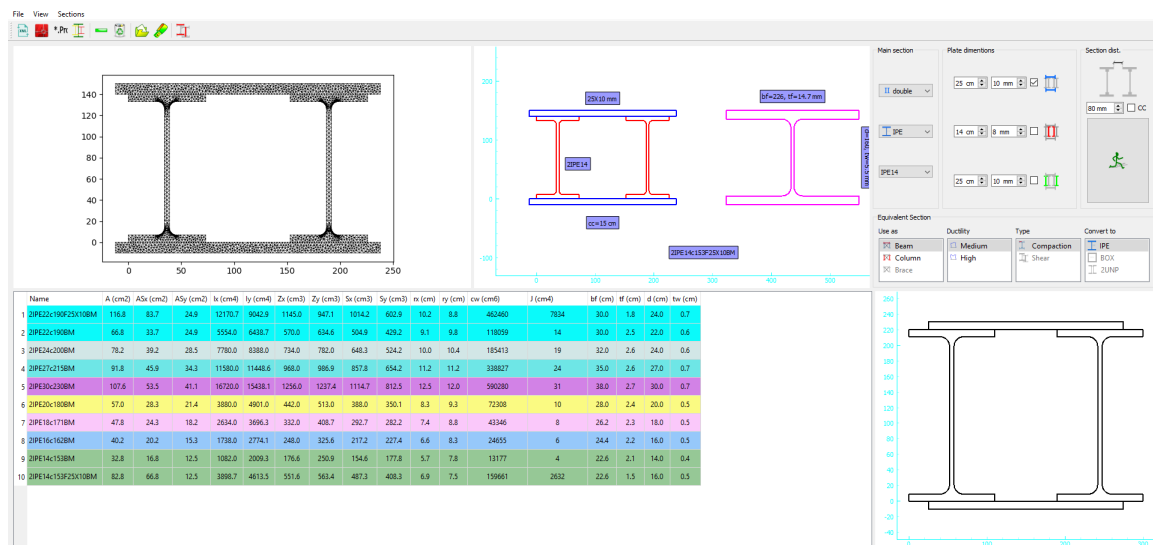 File View Sections
*.Pro
140
120
100
80
60
40
20
0
0 50 100 150 200 250
200
100
0
-100
0 100 200 300 400 500
25X10 mm
2IPE14
cc=15 cm
bf=226, tf=14.7 mm
2IPE14c153F25X10BM
Main section
II double
IPE
IPE14
Plate dimentions
25 cm 10 mm
14 cm 8 mm
25 cm 10 mm
Section dist.
80 mm CC
Equivalent Section
Use as Ductility Type Convert to
Beam Medium Compaction IPE
Column High Shear BOX
Brace 2UNP
Name A (cm2) ASx (cm2) ASy (cm2) Ix (cm4) Iy (cm4) Zx (cm3) Zy (cm3) Sx (cm3) Sy (cm3) rx (cm) ry (cm) cw (cm6) J (cm4) bf (cm) tf (cm) d (cm) tw (cm)
1 2IPE22c190F25X10BM 116.8 83.7 24.9 12170.7 9042.9 1145.0 947.1 1014.2 602.9 10.2 8.8 462460 7834 30.0 1.8 24.0 0.7
2 2IPE22c190BM 66.8 33.7 24.9 5554.0 6438.7 570.0 634.6 504.9 429.2 9.1 9.8 118059 14 30.0 2.5 22.0 0.6
3 2IPE24c200BM 78.2 39.2 28.5 7780.0 8388.0 734.0 782.0 648.3 524.2 10.0 10.4 185413 19 32.0 2.6 24.0 0.6
4 2IPE27c215BM 91.8 45.9 34.3 11580.0 11448.6 968.0 986.9 857.8 654.2 11.2 11.2 338827 24 35.0 2.6 27.0 0.7
5 2IPE30c230BM 107.6 53.5 41.1 16720.0 15438.1 1256.0 1237.4 1114.7 812.5 12.5 12.0 590280 31 38.0 2.7 30.0 0.7
6 2IPE20c180BM 57.0 28.3 21.4 3880.0 4901.0 442.0 513.0 388.0 350.1 8.3 9.3 72308 10 28.0 2.4 20.0 0.5
7 2IPE18c171BM 47.8 24.3 18.2 2634.0 3696.3 332.0 408.7 292.7 282.2 7.4 8.8 43346 8 26.2 2.3 18.0 0.5
8 2IPE16c162BM 40.2 20.2 15.3 1738.0 2774.1 248.0 325.6 217.2 227.4 6.6 8.3 24655 6 24.4 2.2 16.0 0.5
9 2IPE14c153BM 32.8 16.8 12.5 1082.0 2009.3 176.6 250.9 154.6 177.8 5.7 7.8 13177 4 22.6 2.1 14.0 0.4
10 2IPE14c153F25X10BM 82.8 66.8 12.5 3898.7 4613.5 551.6 563.4 487.3 408.3 6.9 7.5 159661 2632 22.6 1.5 16.0 0.5
260
240
220
200
180
160
140
120
100
80
60
40
20
0
-20
-40
0 100 200 300